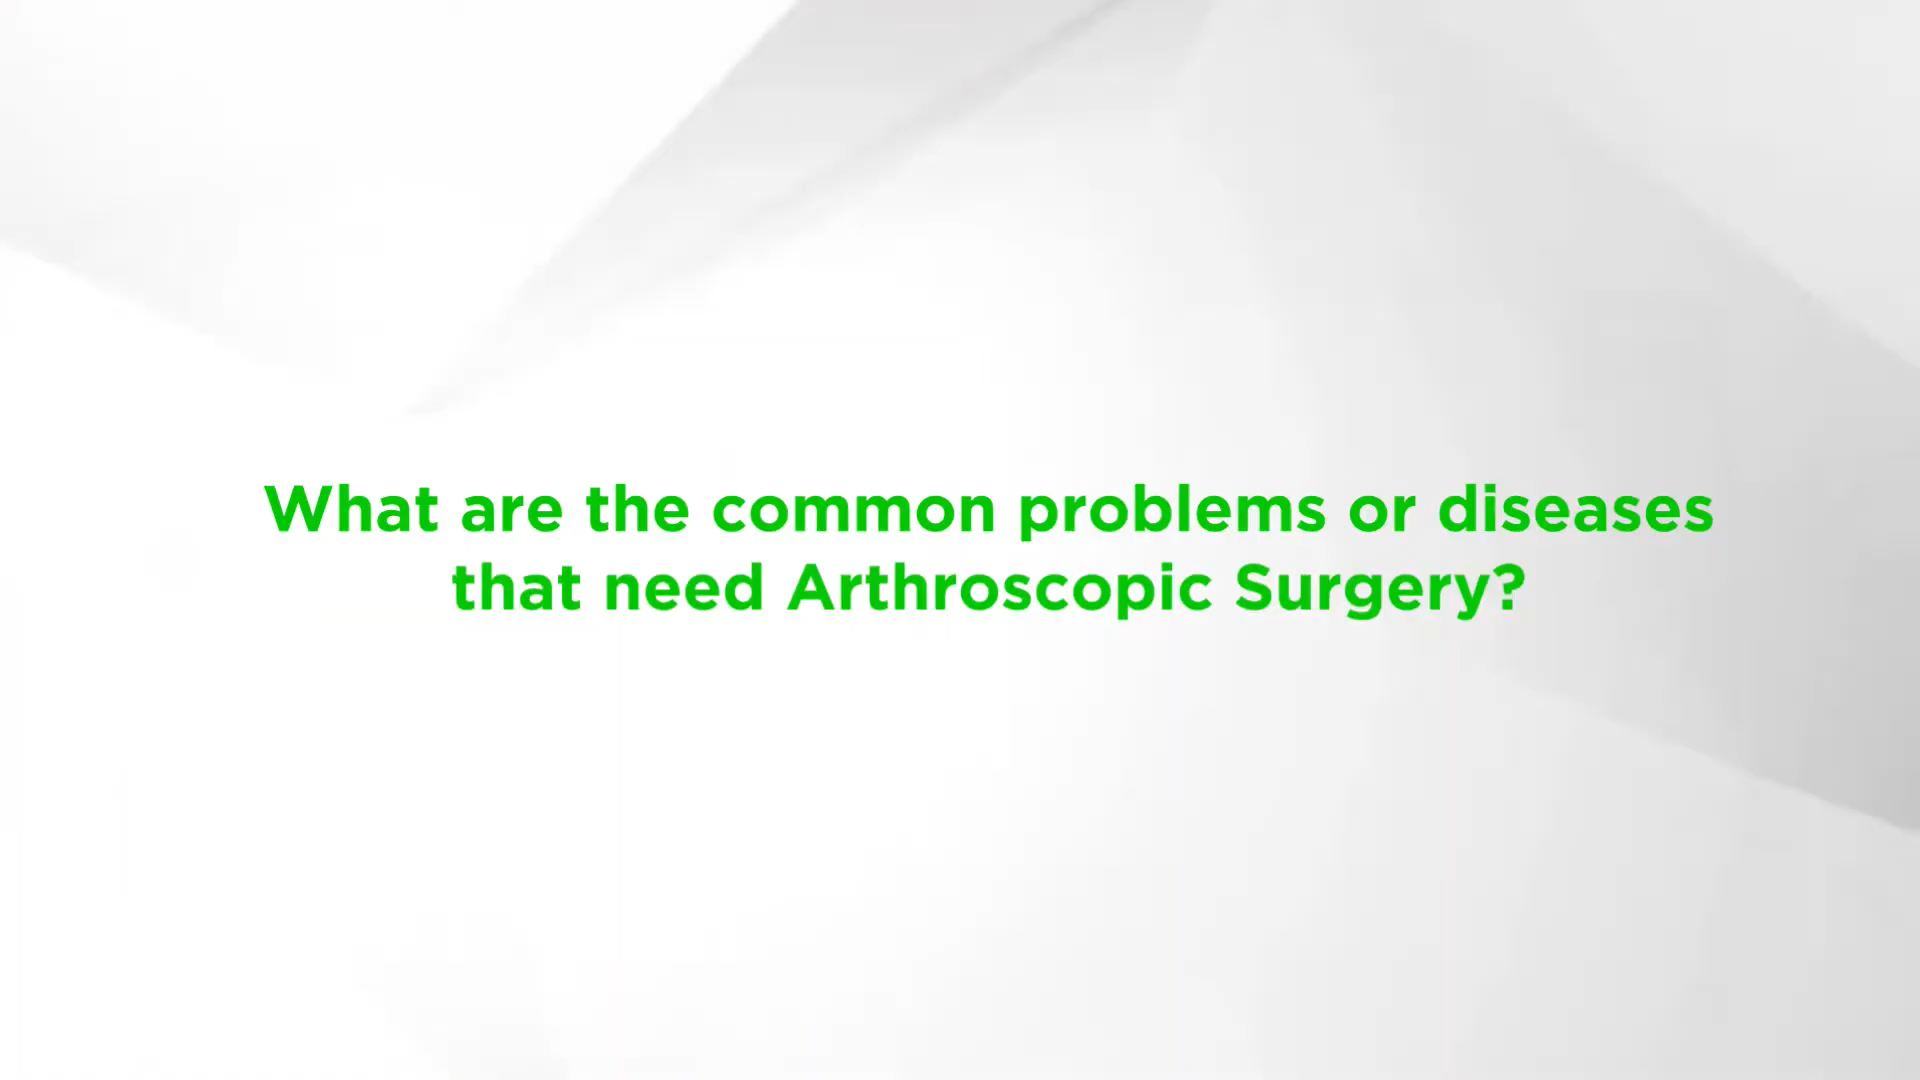 What are the common problems or diseases
that need Arthroscopic Surgery?